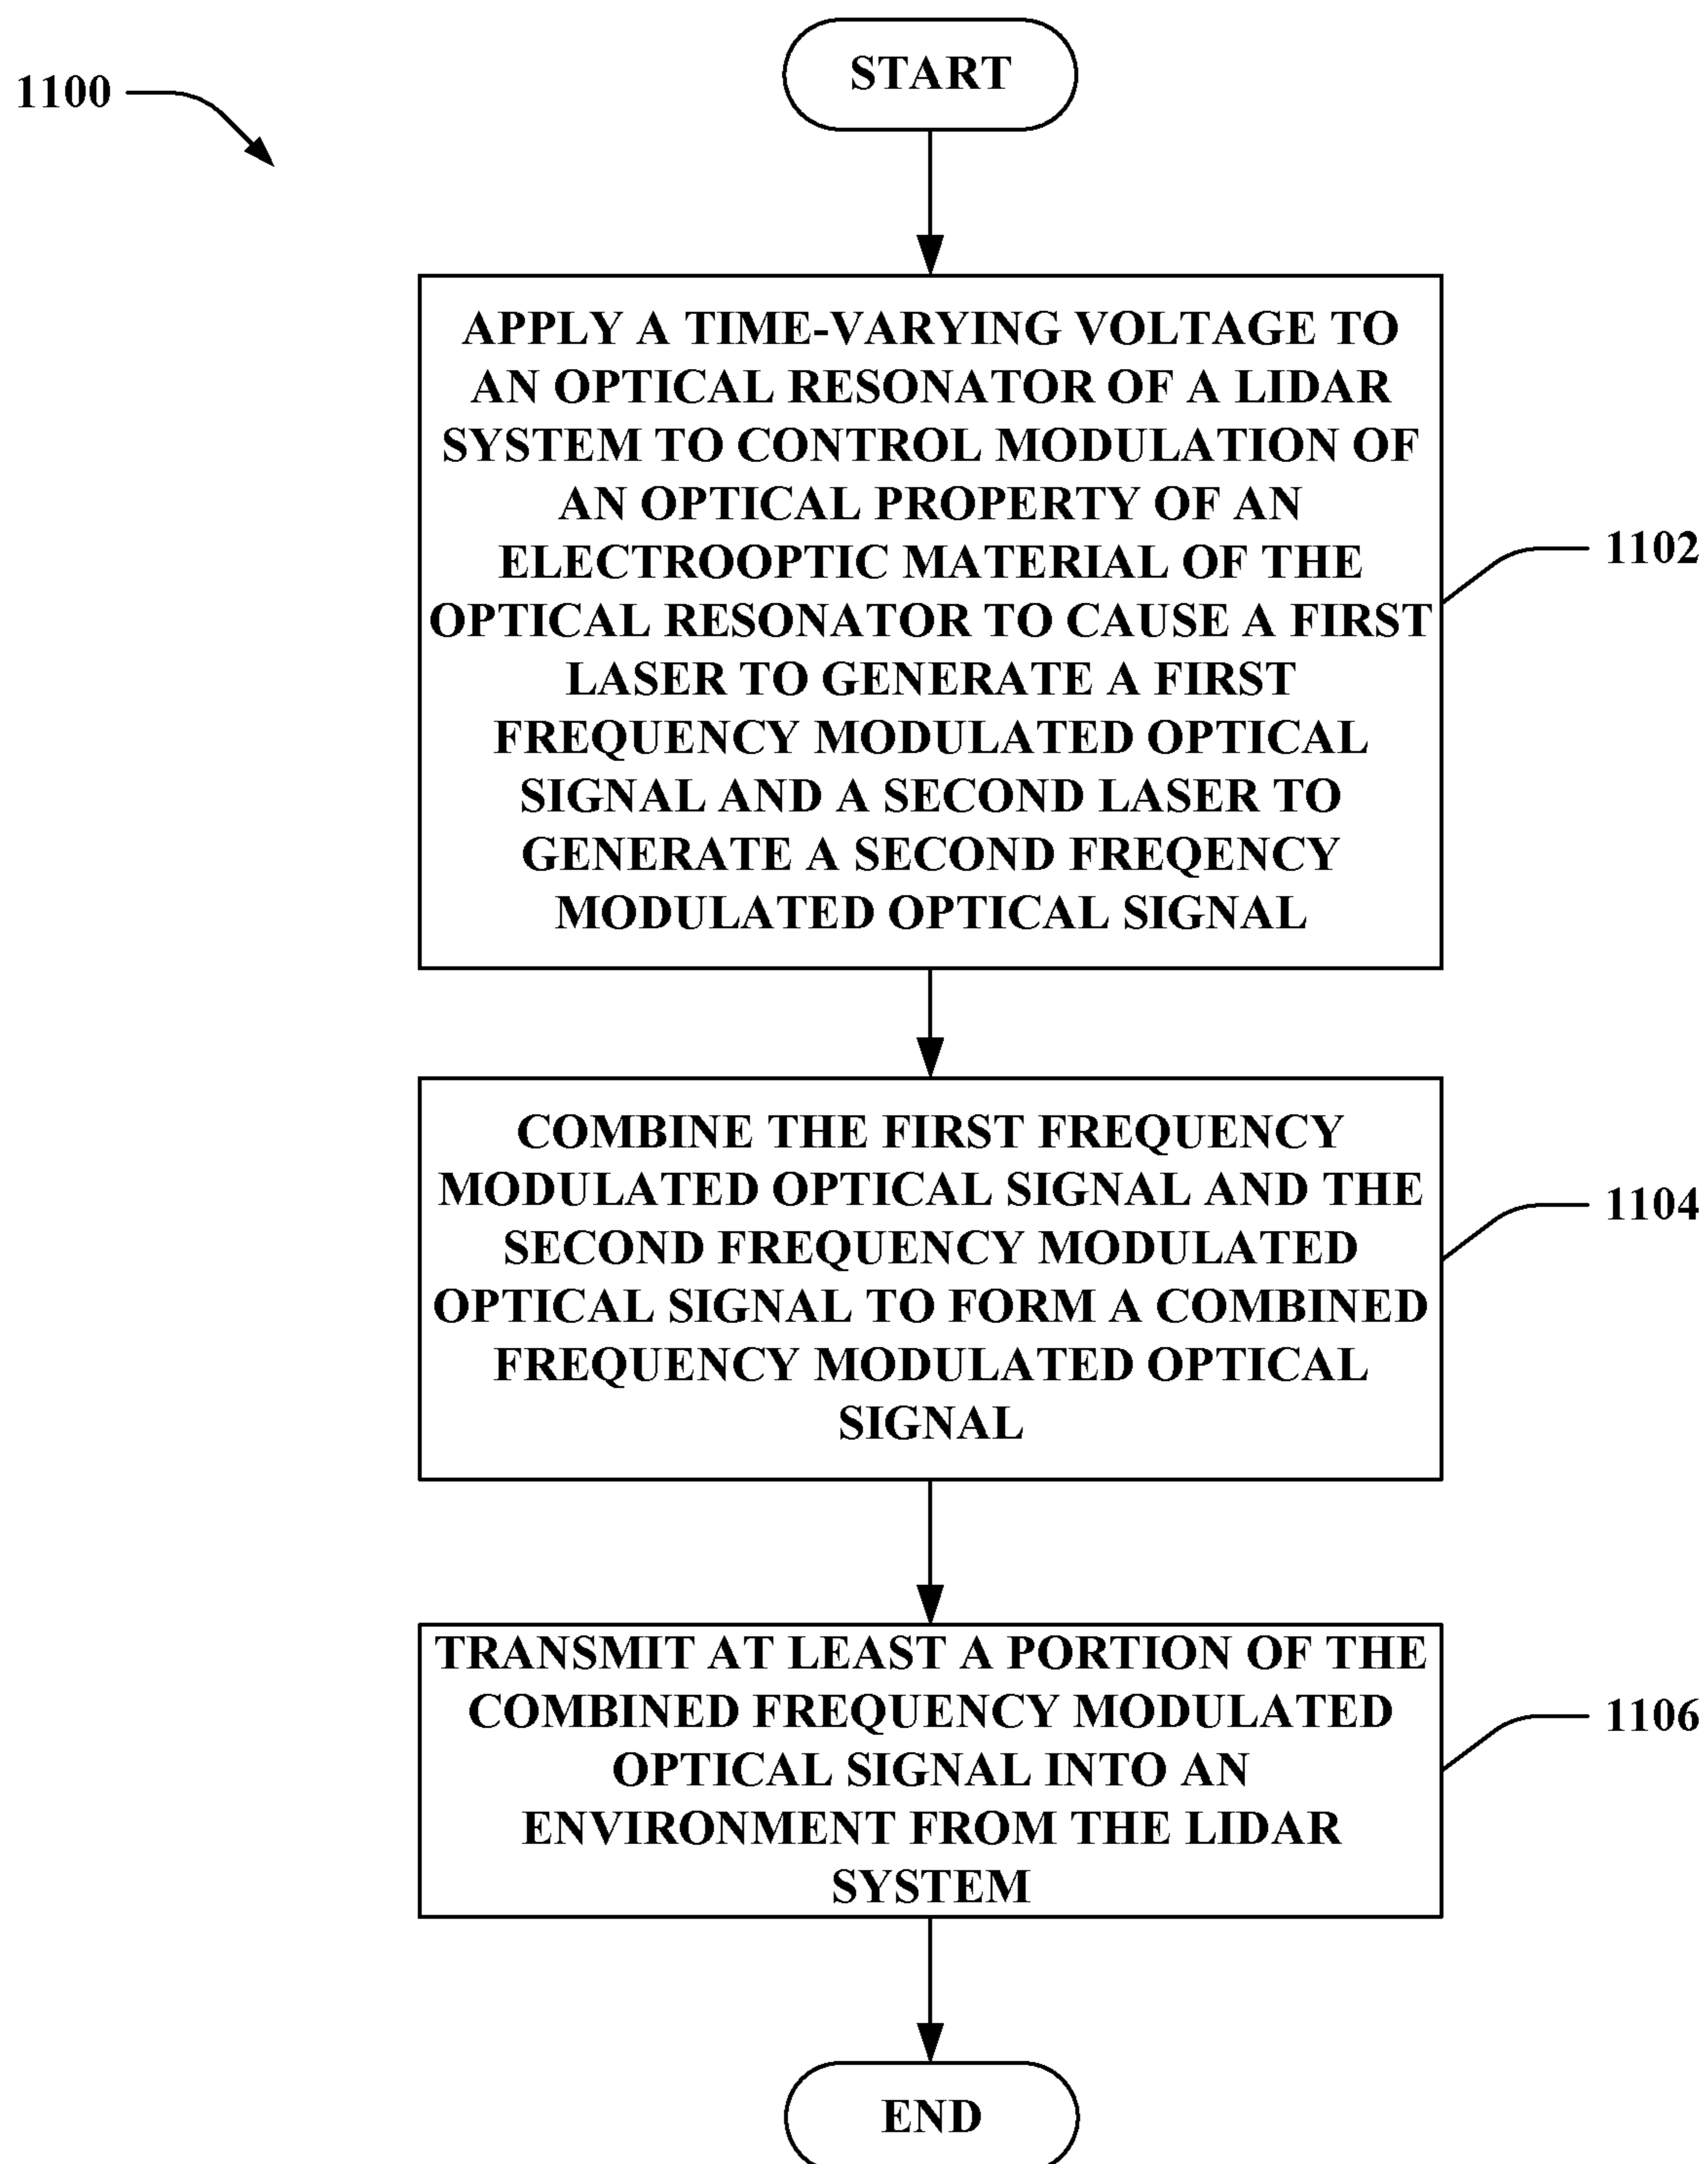 START
1100
APPLY A TIME-VARYING VOLTAGE TO
AN OPTICAL RESONATOR OF A LIDAR
SYSTEM TO CONTROL MODULATION OF
AN OPTICAL PROPERTY OF AN
ELECTROOPTIC MATERIAL OF THE
OPTICAL RESONATOR TO CAUSE A FIRST
LASER TO GENERATE A FIRST
FREQUENCY MODULATED OPTICAL
SIGNAL AND A SECOND LASER TO
GENERATE A SECOND FREQENCY
MODULATED OPTICAL SIGNAL
1102
COMBINE THE FIRST FREQUENCY
MODULATED OPTICAL SIGNAL AND THE
SECOND FREQUENCY MODULATED
OPTICAL SIGNAL TO FORM A COMBINED
FREQUENCY MODULATED OPTICAL
SIGNAL
1104
TRANSMIT AT LEAST A PORTION OF THE
COMBINED FREQUENCY MODULATED
OPTICAL SIGNAL INTO AN
ENVIRONMENT FROM THE LIDAR
SYSTEM
1106
END